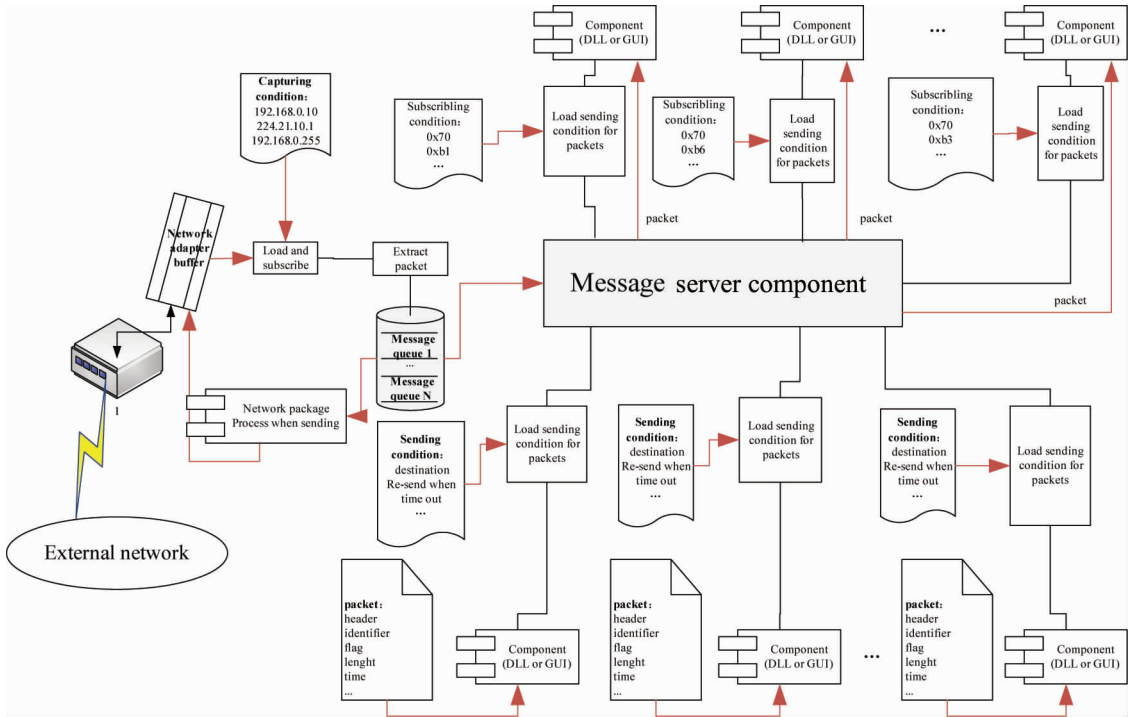 Component
(DLL or GUI)
Component
(DLL or GUI)
...
Component
(DLL or GUI)
Capturing
condition：
192.168.0.10
224.21.10.1
192.168.0.255
Subscribling
condition：
0x70
0xb1
...
Load sending
condition for
packets
Subscribling
condition：
0x70
0xb6
...
Load
sending
condition
for packets
Subscribling
condition：
0x70
0xb3
...
Load
sending
condition
for packets
packet
packet
packet
Network
adapter
buffer
Load and
subscribe
Extract
packet
Message server component
Message
queue 1
...
Message
queue N
1
Network package
Process when sending
External network
Sending
condition：
destination
Re-send when
time out
...
Load sending
condition for
packets
Sending
condition：
destination
Re-send when
time out
...
Load sending
condition for
packets
Sending
condition：
destination
Re-send when
time out
...
Load sending
condition for
packets
packet：
header
identifier
flag
lenght
time
...
Component
(DLL or GUI)
packet：
header
identifier
flag
lenght
time
...
Component
(DLL or GUI)
...
packet：
header
identifier
flag
lenght
time
...
Component
(DLL or GUI)